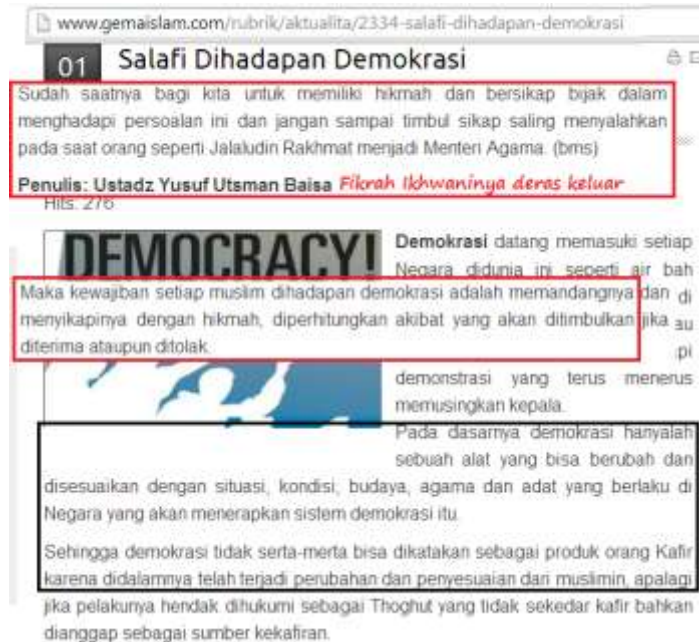 www.gemaislam.com/rubrik/aktualita/2334-salafi-dihadapan-demokrasi
01 Salafi Dihadapan Demokrasi
Sudah saatnya bagi kita untuk memiliki hikmah dan bersikap bijak dalam
menghadapi persoalan ini dan jangan sampai timbul sikap saling menyalahkan
pada saat orang seperti Jalaludin Rakhmat menjadi Menteri Agama. (bms)
Penulis: Ustadz Yusuf Utsman Baisa Fikrah Ikhwaninya deras keluar
Hits: 276
DEMOCRACY!
Demokrasi datang memasuki setiap
Negara didunia ini seperti air bah
Maka kewajiban setiap muslim dihadapan demokrasi adalah memandangnya dan di
menyikapinya dengan hikmah, diperhitungkan akibat yang akan ditimbulkan jika au
diterima ataupun ditolak. pi
demonstrasi yang terus menerus
memusingkan kepala.
Pada dasarnya demokrasi hanyalah
sebuah alat yang bisa berubah dan
disesuaikan dengan situasi, kondisi, budaya, agama dan adat yang berlaku di
Negara yang akan menerapkan sistem demokrasi itu.
Sehingga demokrasi tidak serta-merta bisa dikatakan sebagai produk orang Kafir
karena didalamnya telah terjadi perubahan dan penyesuaian dari muslimin, apalagi
jika pelakunya hendak dihukumi sebagai Thoghut yang tidak sekedar kafir bahkan
dianggap sebagai sumber kekafiran.